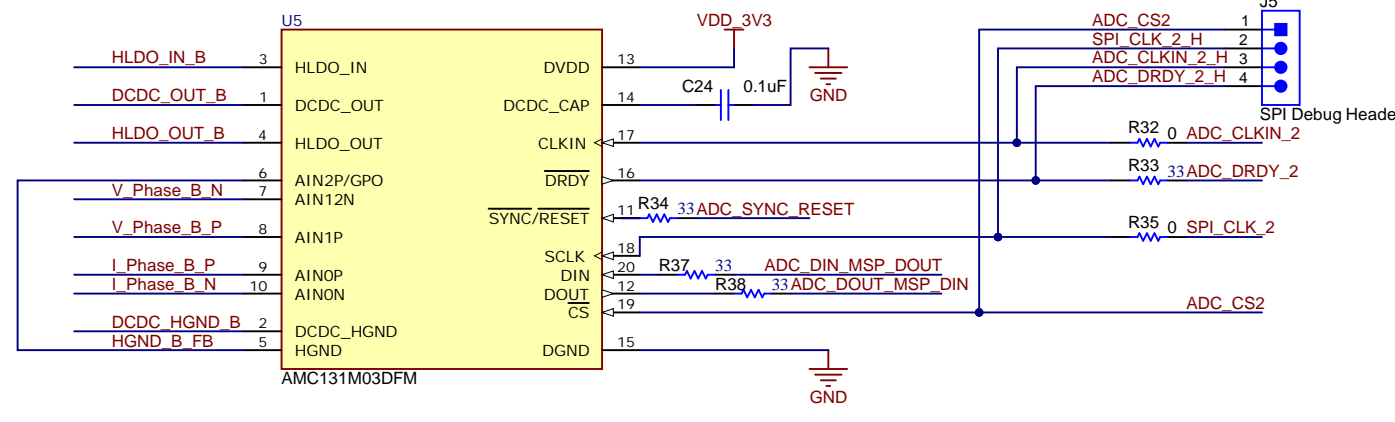 U5
VDD_3V3
J5
ADC_CS2 1
SPI_CLK_2_H 2
ADC_CLKIN_2_H 3
ADC_DRDY_2_H 4
SPI Debug Heade
HLDO_IN_B 3 HLDO_IN DVDD 13
C24 0.1uF
GND
DCDC_OUT_B 1 DCDC_OUT DCDC_CAP 14
HLDO_OUT_B 4 HLDO_OUT CLKIN 17 R32 0 ADC_CLKIN_2
6 AIN2P/GPO DRDY 16 R33 33 ADC_DRDY_2
V_Phase_B_N 7 AIN12N
SYNC/RESET 11 R34 33 ADC_SYNC_RESET
V_Phase_B_P 8 AIN1P
SCLK 18 R35 0 SPI_CLK_2
I_Phase_B_P 9 AIN0P DIN 20 R37 33 ADC_DIN_MSP_DOUT
I_Phase_B_N 10 AIN0N DOUT 12 R38 33 ADC_DOUT_MSP_DIN
CS 19 ADC_CS2
DCDC_HGND_B 2 DCDC_HGND
HGND_B_FB 5 HGND DGND 15
AMC131M03DFM
GND